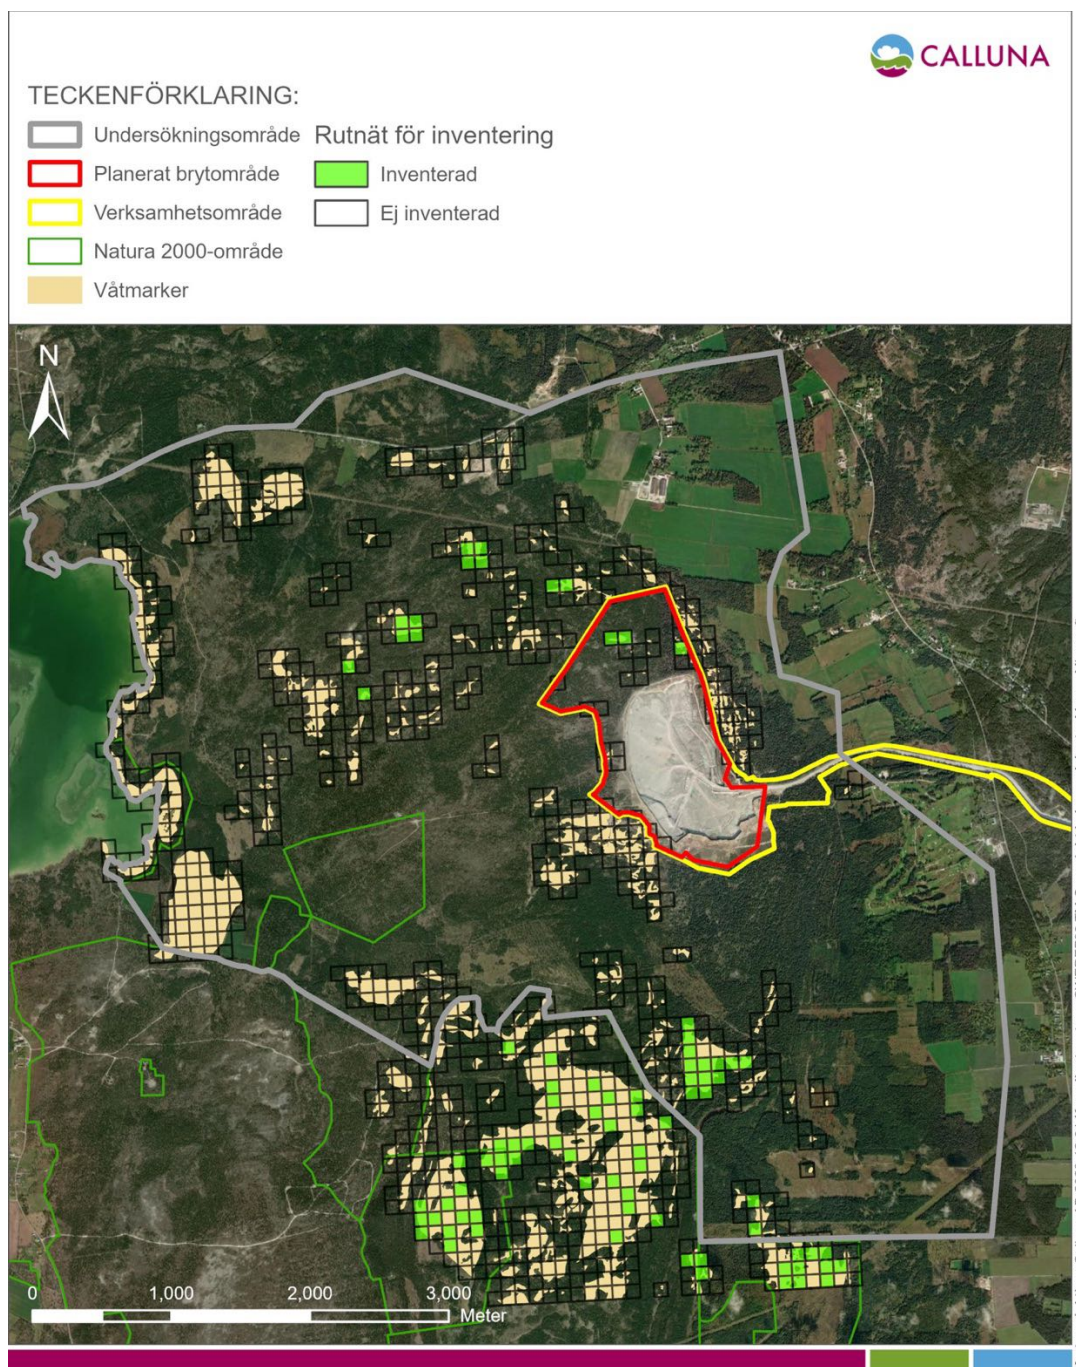 CALLUNA
TECKENFÖRKLARING:
Undersökningsområde
Planerat brytområde
Verksamhetsområde
Natura 2000-område
Våtmarker
Rutnät för inventering
Inventerad
Ej inventerad
N
0 1,000 2,000 3,000
Meter